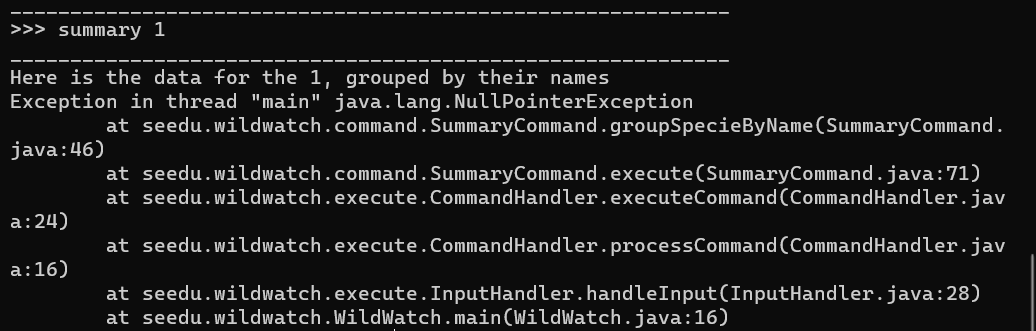 ____________________________________________________________
>>> summary 1
____________________________________________________________
Here is the data for the 1, grouped by their names
Exception in thread "main" java.lang.NullPointerException
        at seedu.wildwatch.command.SummaryCommand.groupSpecieByName(SummaryCommand.
java:46)
        at seedu.wildwatch.command.SummaryCommand.execute(SummaryCommand.java:71)
        at seedu.wildwatch.execute.CommandHandler.executeCommand(CommandHandler.jav
a:24)
        at seedu.wildwatch.execute.CommandHandler.processCommand(CommandHandler.jav
a:16)
        at seedu.wildwatch.execute.InputHandler.handleInput(InputHandler.java:28)
        at seedu.wildwatch.WildWatch.main(WildWatch.java:16)